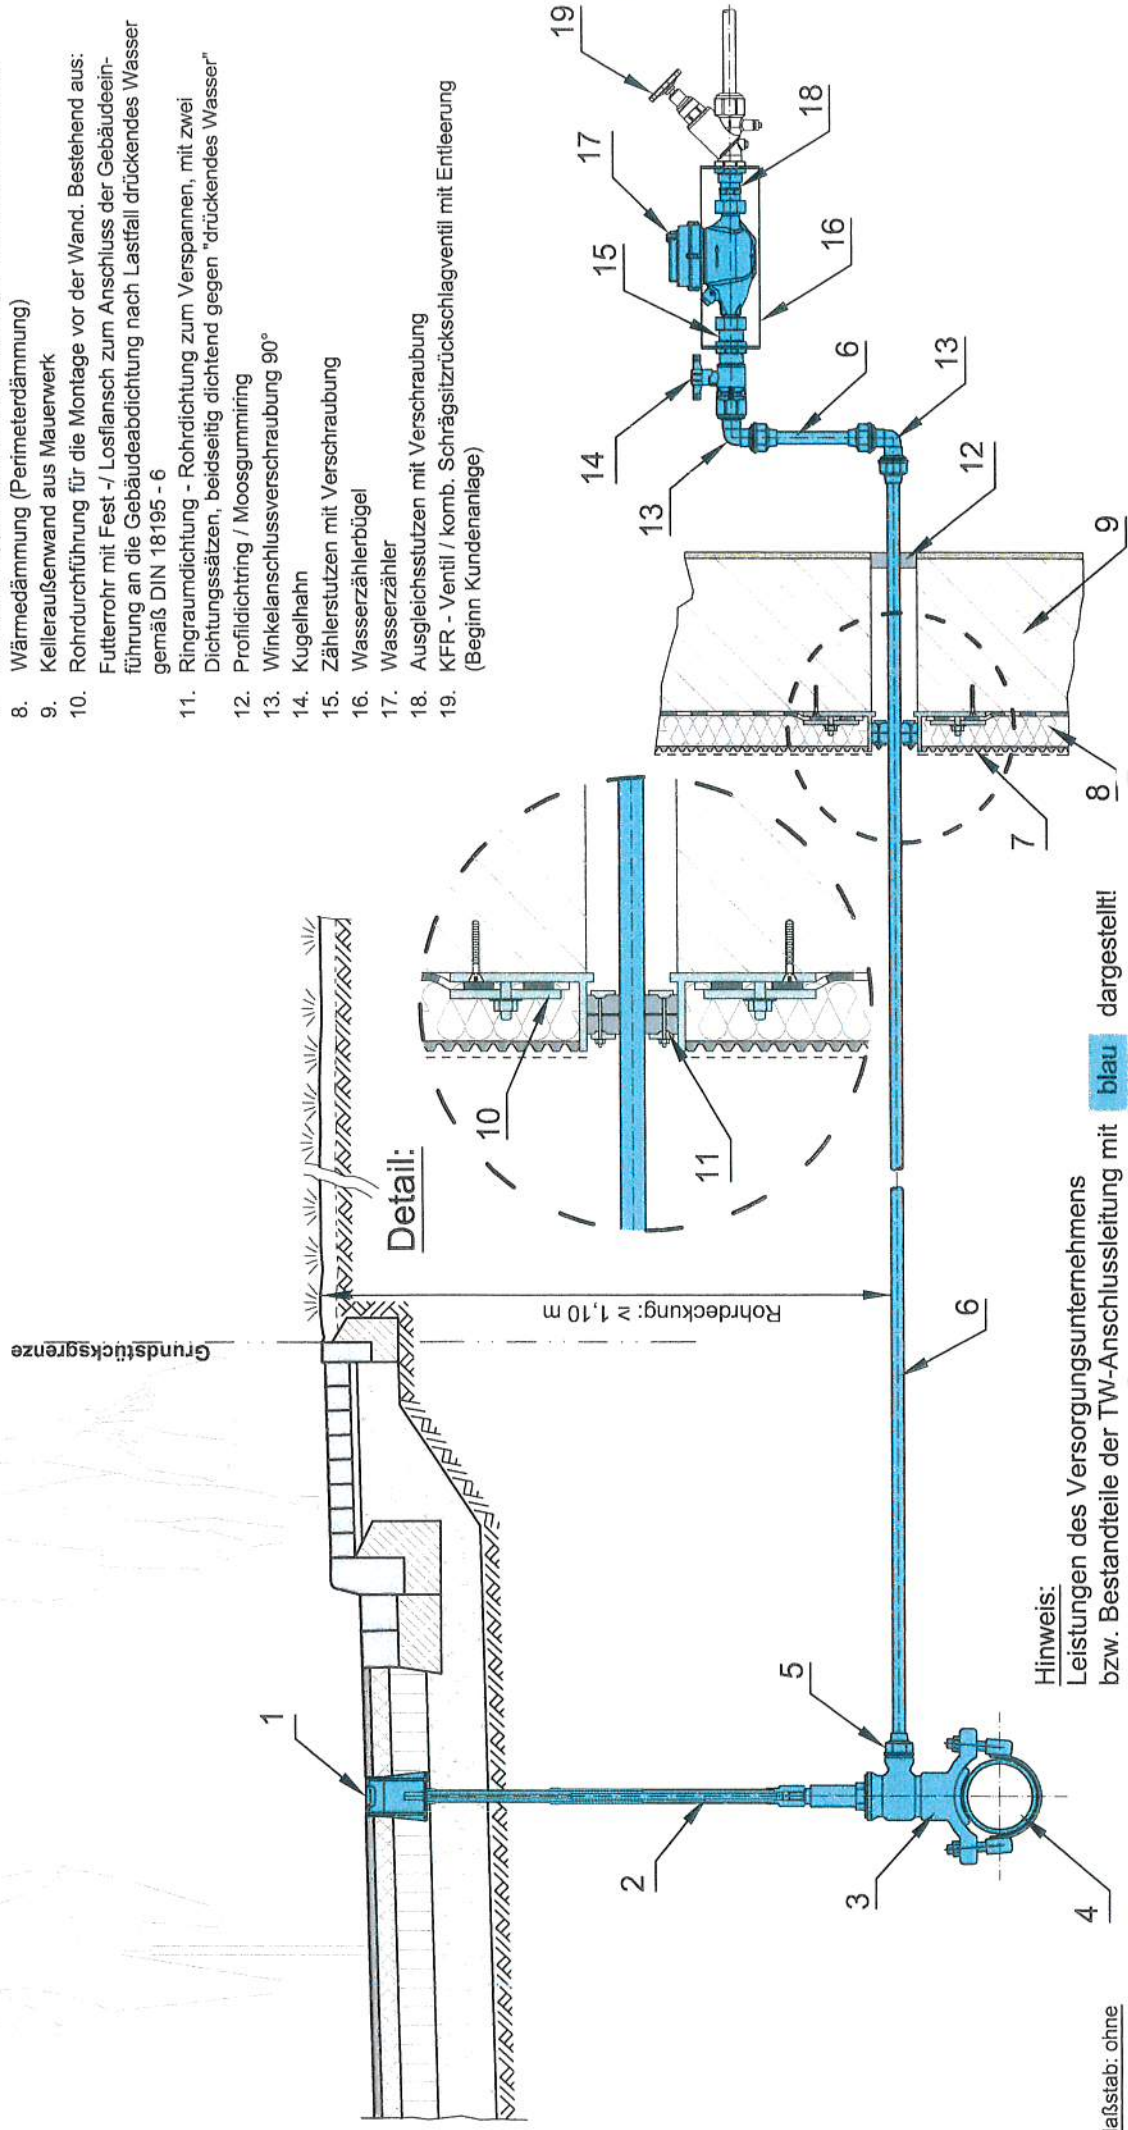 8. Wärmedämmung (Perimeterdämmung)
9. Kelleraußenwand aus Mauerwerk
10. Rohrdurchführung für die Montage vor der Wand. Bestehend aus:
Futterrohr mit Fest -/ Losflansch zum Anschluss der Gebäudeein-
führung an die Gebäudeabdichtung nach Lastfall drückendes Wasser
gemäß DIN 18195 - 6
11. Ringraumdichtung - Rohrdichtung zum Verspannen, mit zwei
Dichtungssätzen, beidseitig dichtend gegen "drückendes Wasser"
12. Profildichtring / Moosgummiring
13. Winkelanschlussverschraubung 90°
14. Kugelhahn
15. Zählerstutzen mit Verschraubung
16. Wasserzählerbügel
17. Wasserzähler
18. Ausgleichsstutzen mit Verschraubung
19. KFR - Ventil / komb. Schrägsitzrückschlagventil mit Entleerung
(Beginn Kundenanlage)
Grundstücksgrenze
Detail:
Rohrdeckung: ≥ 1,10 m
1
2
3
4
5
6
7
8
9
10
11
12
13
13
6
14
15
16
17
18
19
Hinweis:
Leistungen des Versorgungsunternehmens
bzw. Bestandteile der TW-Anschlussleitung mit blau dargestellt!
aßstab: ohne